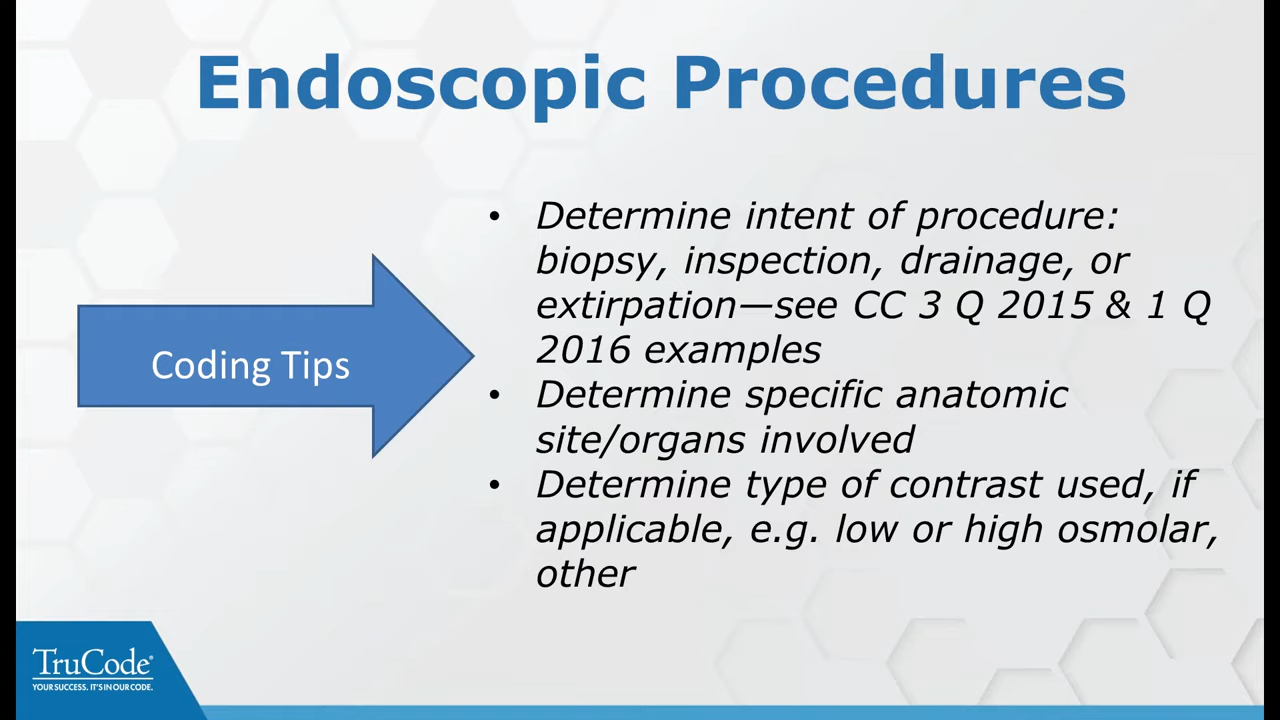 Endoscopic Procedures
Coding Tips
• Determine intent of procedure:
biopsy, inspection, drainage, or
extirpation—see CC 3 Q 2015 & 1 Q
2016 examples
• Determine specific anatomic
site/organs involved
• Determine type of contrast used, if
applicable, e.g. low or high osmolar,
other
TruCode®
YOUR SUCCESS. IT'S IN OUR CODE.